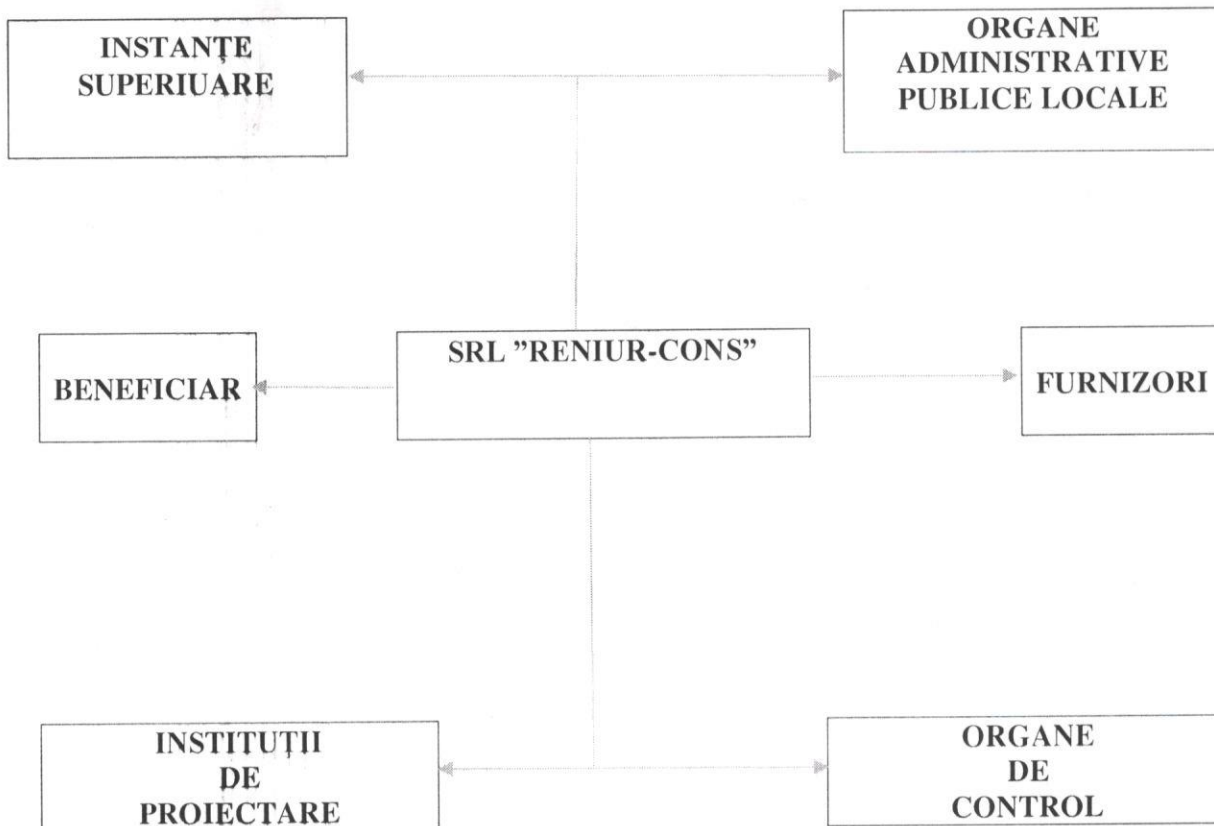 INSTANȚE
SUPERIUARE
ORGANE
ADMINISTRATIVE
PUBLICE LOCALE
BENEFICIAR
SRL ”RENIUR-CONS”
FURNIZORI
INSTITUȚII
DE
PROIECTARE
ORGANE
DE
CONTROL